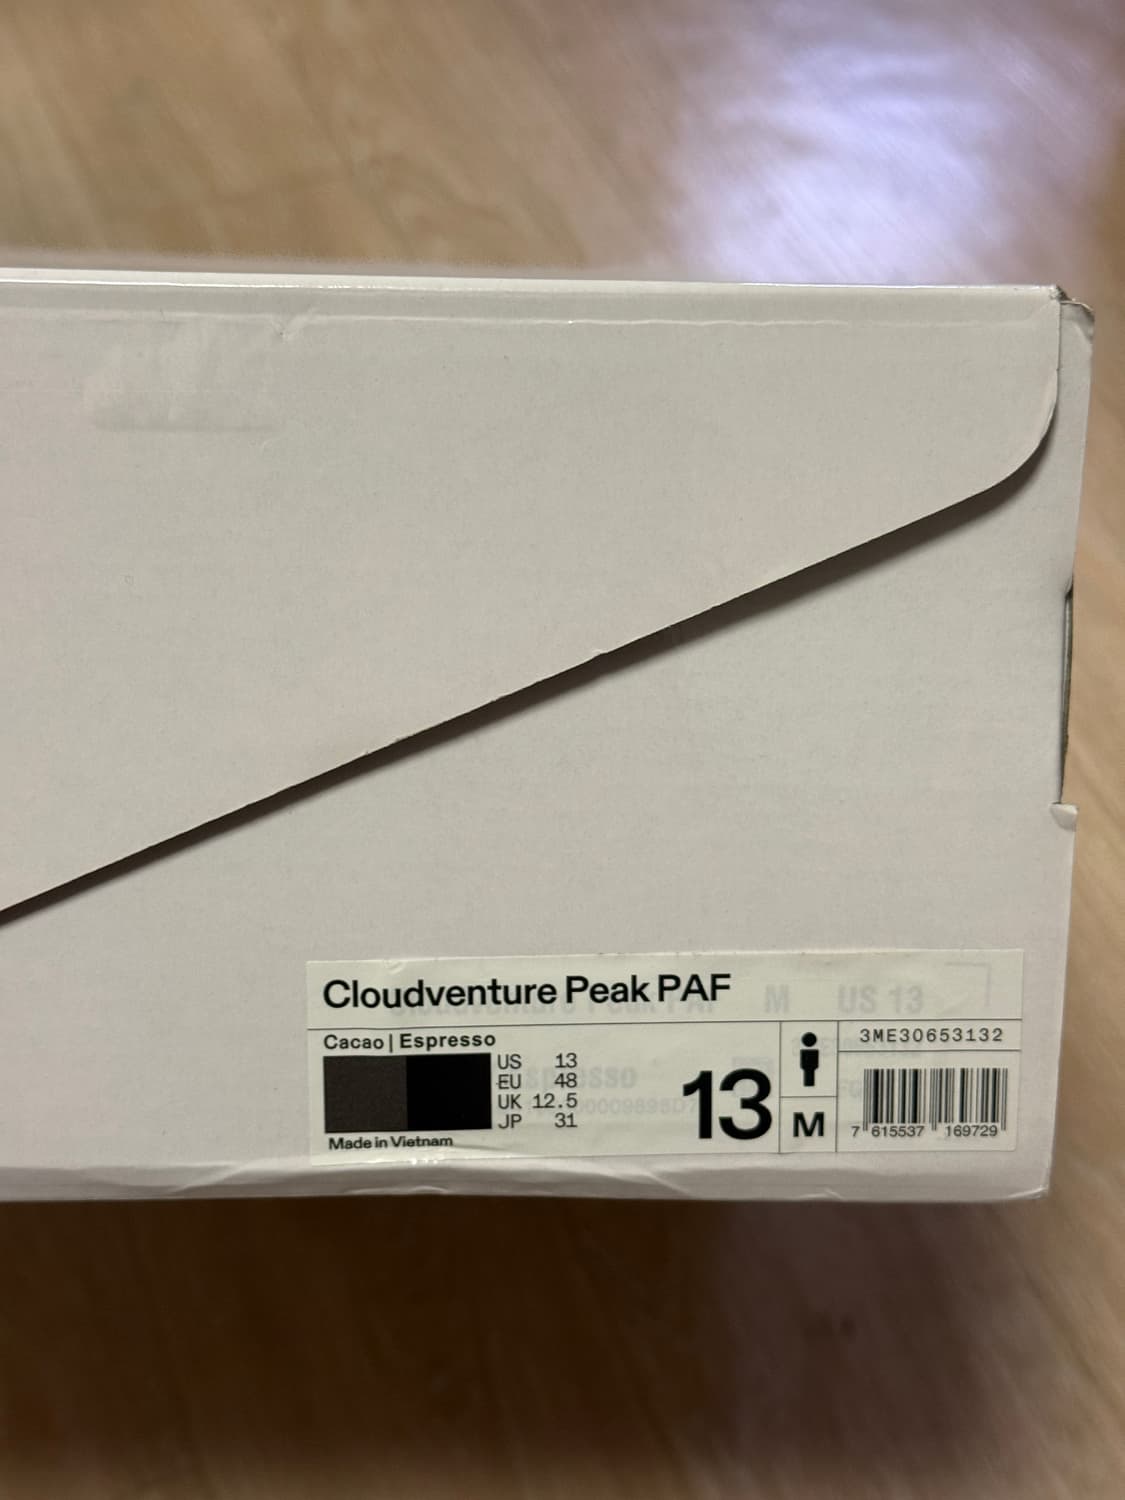 Cloudventure Peak PAF
M US 13
Cacao | Espresso
US 13
EU 48
UK 12.5
JP 31
Made in Vietnam
13
M
3ME30653132
7 615537 169729